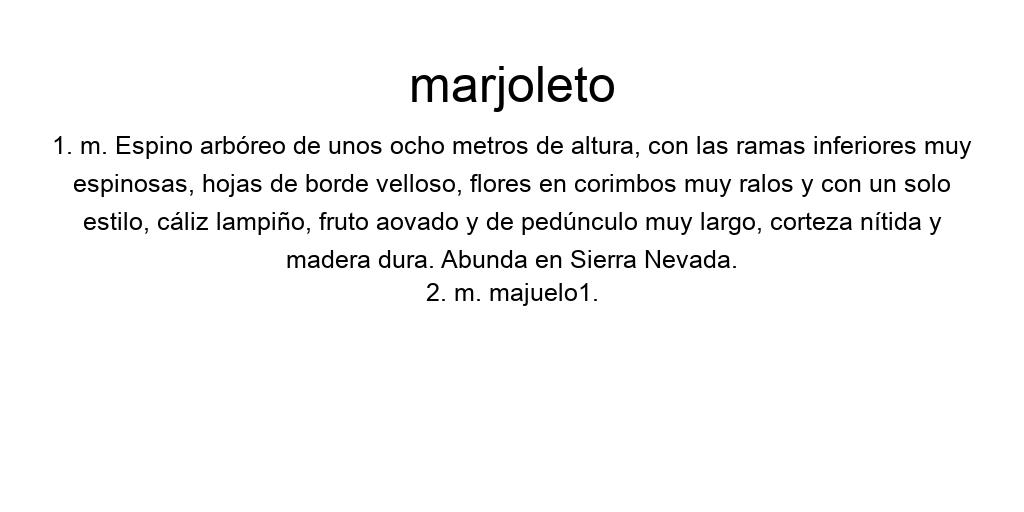 marjoleto
1. m. Espino arbóreo de unos ocho metros de altura, con las ramas inferiores muy
espinosas, hojas de borde velloso, flores en corimbos muy ralos y con un solo
estilo, cáliz lampiño, fruto aovado y de pedúnculo muy largo, corteza nítida y
madera dura. Abunda en Sierra Nevada.
2. m. majuelo1.